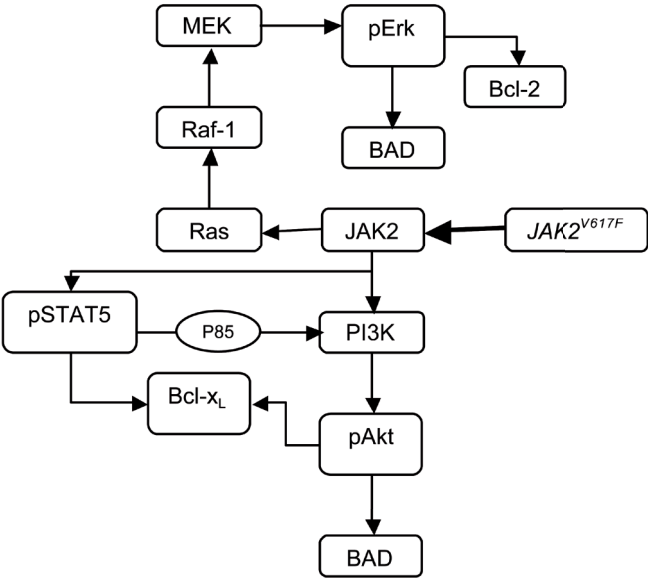 MEK
pErk
Bcl-2
Raf-1
BAD
Ras
JAK2
JAK2V617F
pSTAT5
P85
PI3K
Bcl-xL
pAkt
BAD